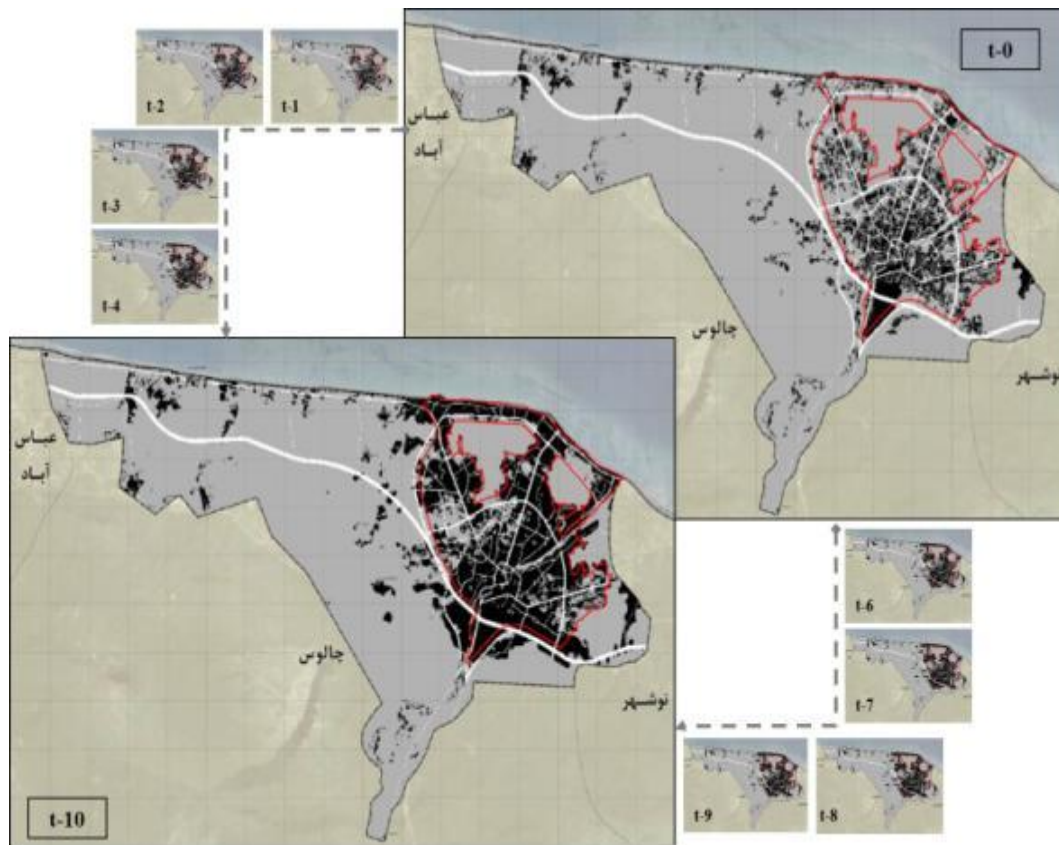 t-0
t-2
t-1
عباس
آباد
t-3
t-4
چالوس
نوشهر
عباس
آباد
t-6
چالوس
t-7
نوشهر
t-9
t-8
t-10